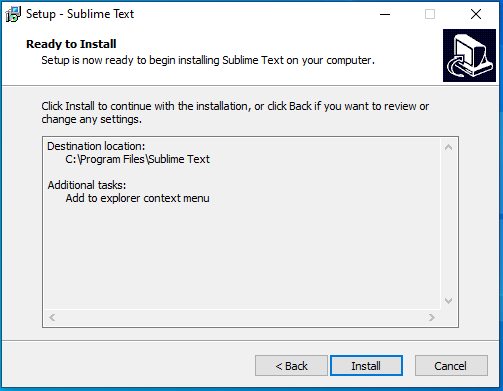 Setup - Sublime Text
Ready to Install
Setup is now ready to begin installing Sublime Text on your computer.
Click Install to continue with the installation, or click Back if you want to review or
change any settings.
Destination location:
C:\Program Files\Sublime Text
Additional tasks:
Add to explorer context menu
< Back
Install
Cancel